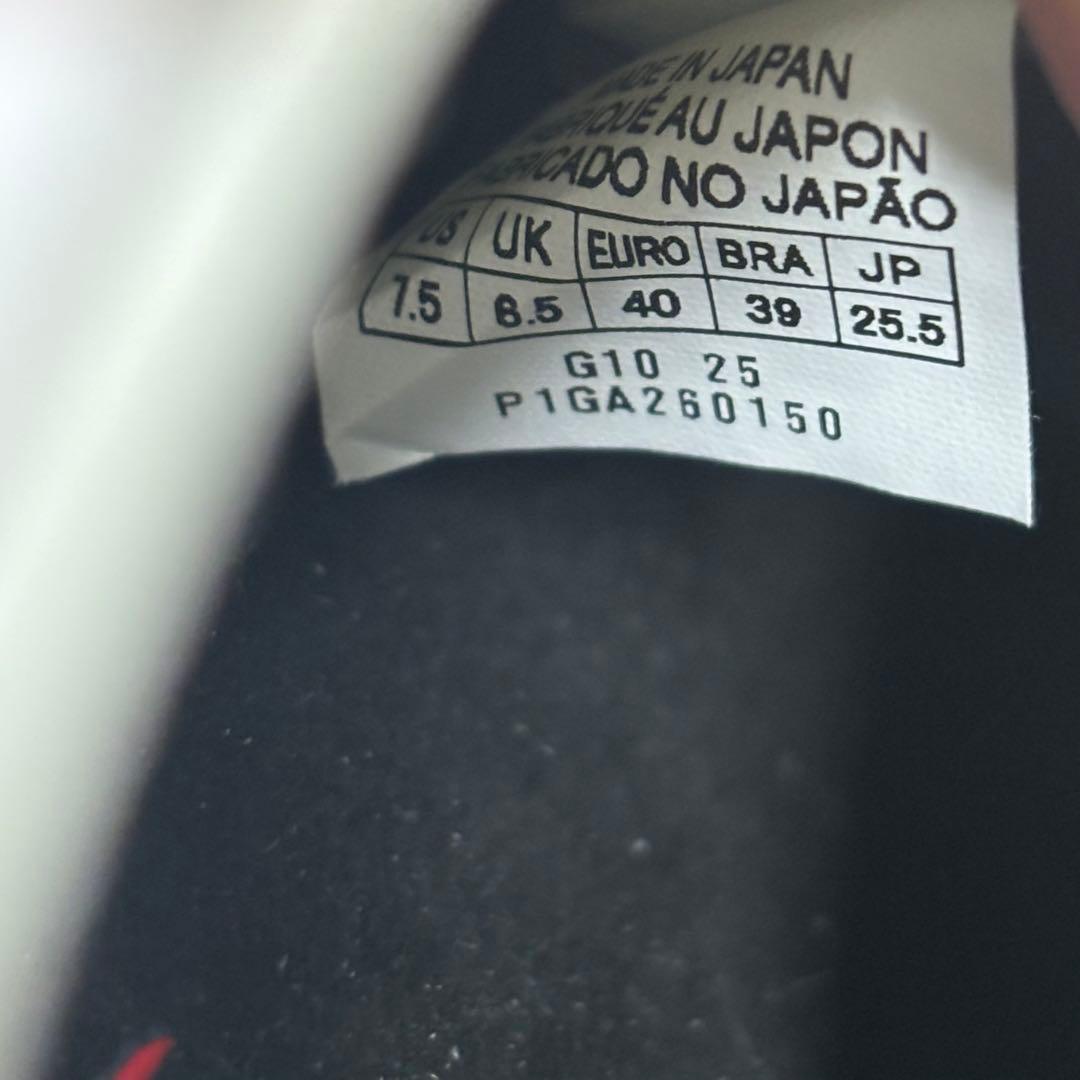 MADE IN JAPAN
FABRIQUÉ AU JAPON
FABRICADO NO JAPÃO
US UK EURO BRA JP
7.5 6.5 40 39 25.5
G10 25
P1GA260150